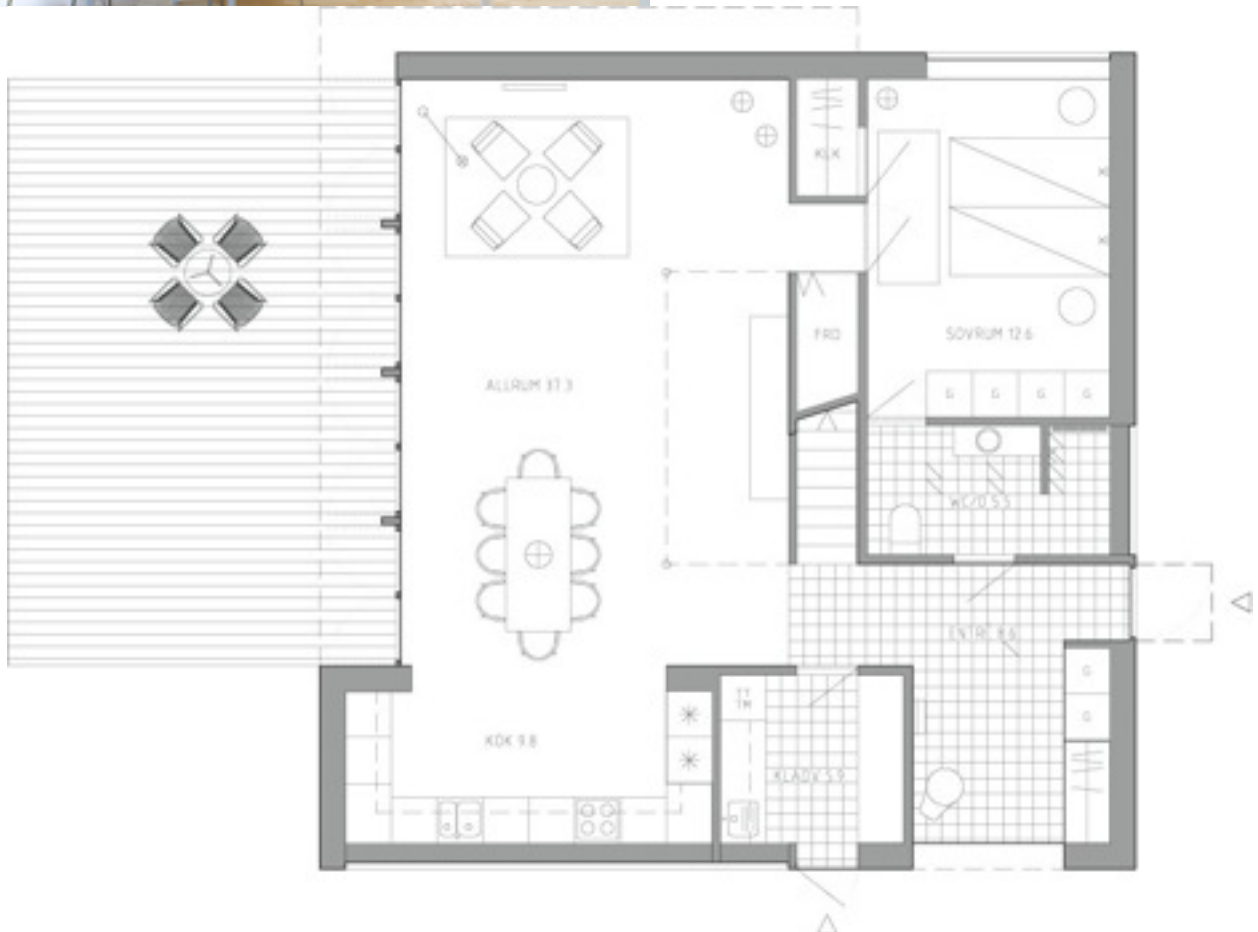 KLK
FRD
SOVRUM 12.6
ALLRUM 37.3
G G G G
WC/D 5.5
ENTRÉ 8.6
G
G
TT
TM
KÖK 9.8
KLÄDV 5.9